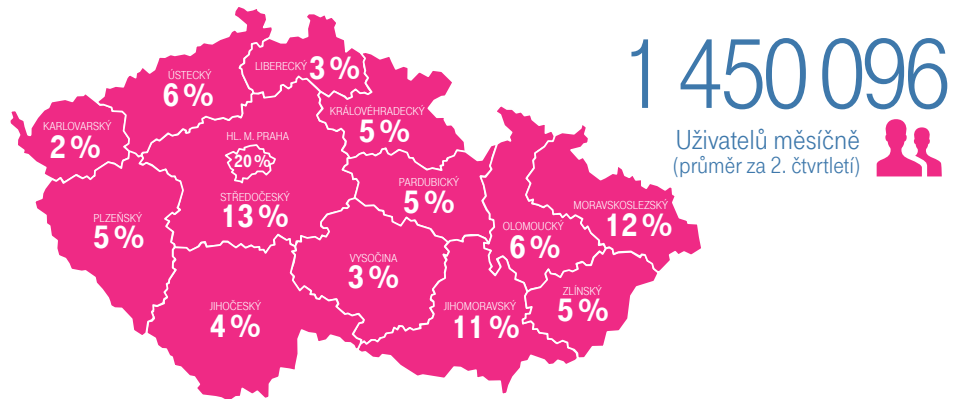 1 450 096
Uživatelů měsíčně
(průměr za 2. čtvrtletí)
LIBERECKÝ 3 %
ÚSTECKÝ
6 %
KARLOVARSKÝ
2 %
KRÁLOVÉHRADECKÝ
5 %
HL. M. PRAHA
20 %
STŘEDOČESKÝ
13 %
PARDUBICKÝ
5 %
PLZEŇSKÝ
5 %
MORAVSKOSLEZSKÝ
12 %
OLOMOUCKÝ
6 %
VYSOČINA
3 %
JIHOČESKÝ
4 %
JIHOMORAVSKÝ
11 %
ZLÍNSKÝ
5 %